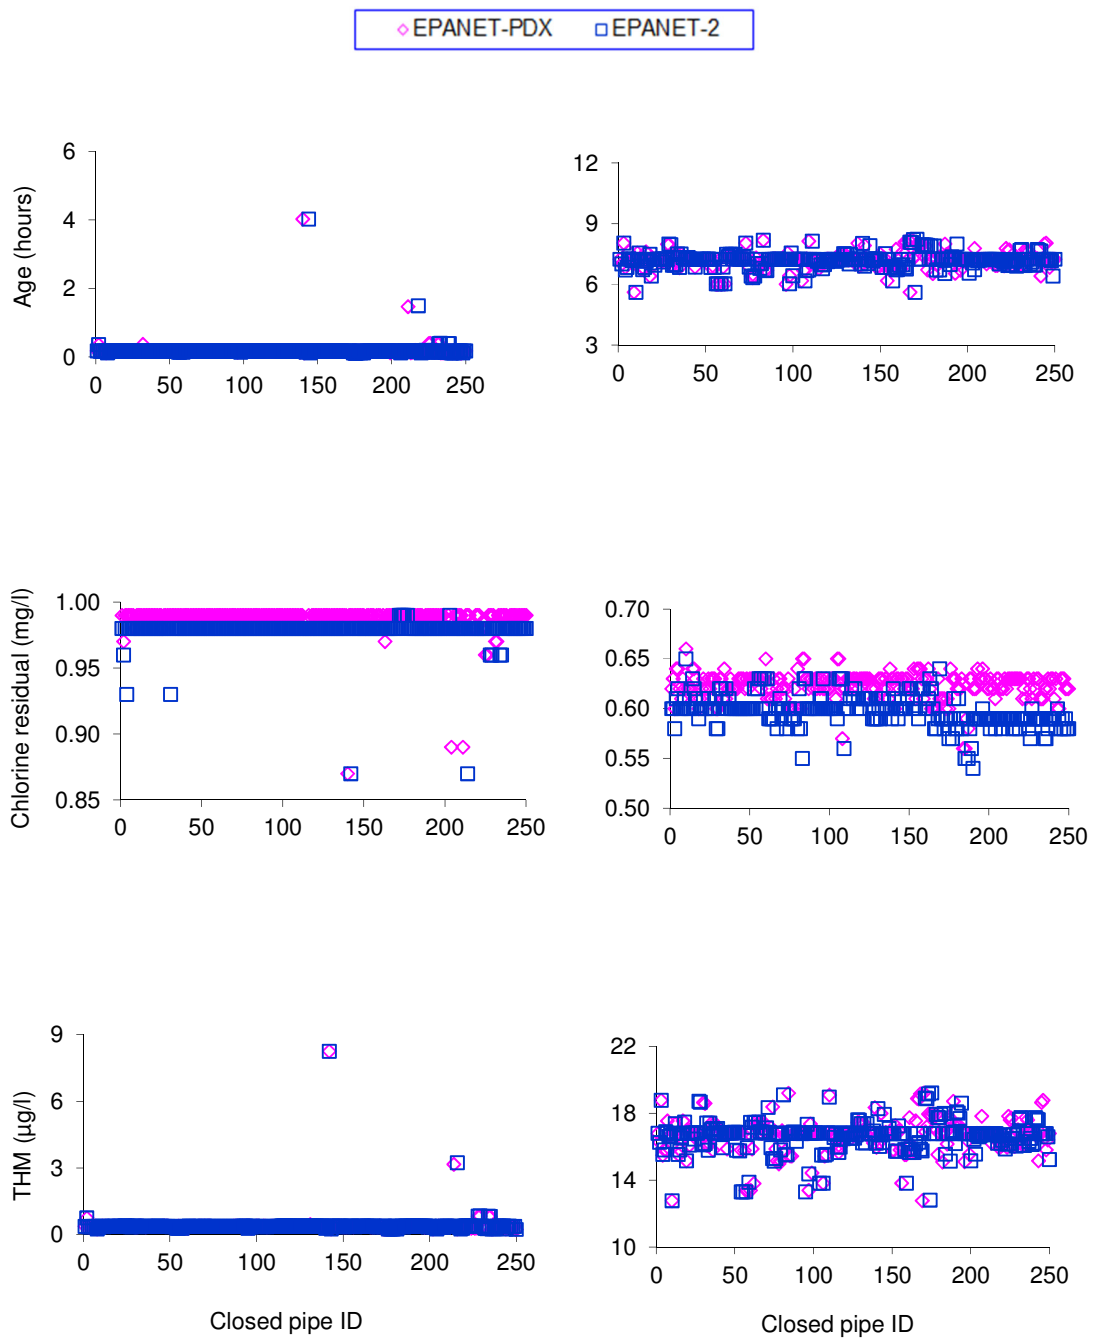 EPANET-PDX EPANET-2
Age (hours)
6
4
2
0
0 50 100 150 200 250
12
9
6
3
0 50 100 150 200 250
Chlorine residual (mg/l)
1.00
0.95
0.90
0.85
0 50 100 150 200 250
0.70
0.65
0.60
0.55
0.50
0 50 100 150 200 250
THM (µg/l)
9
6
3
0
0 50 100 150 200 250
Closed pipe ID
22
18
14
10
0 50 100 150 200 250
Closed pipe ID